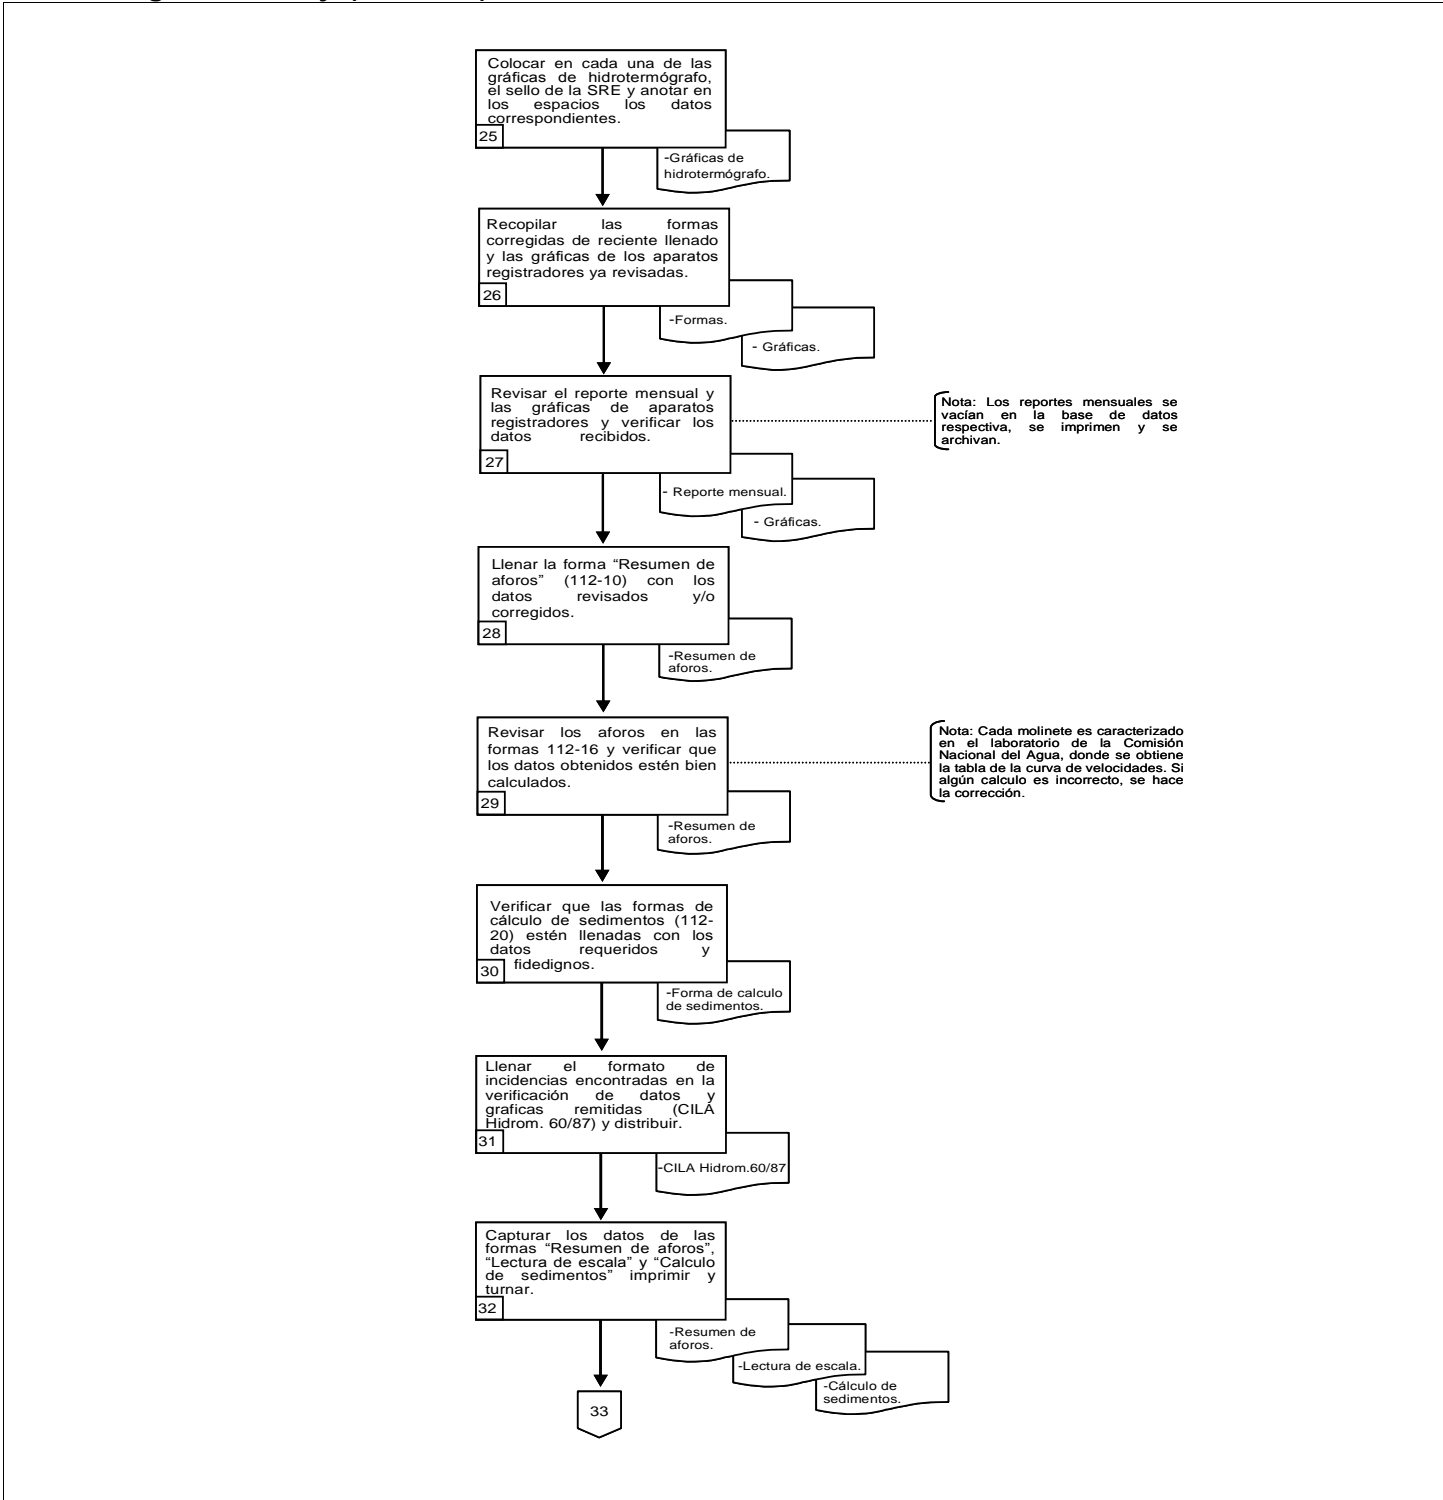 Colocar en cada una de las
gráficas de hidrotermógrafo,
el sello de la SRE y anotar en
los espacios los datos
correspondientes.
25
-Gráficas de
hidrotermógrafo.
Recopilar las formas
corregidas de reciente llenado
y las gráficas de los aparatos
registradores ya revisadas.
26
-Formas.
- Gráficas.
Revisar el reporte mensual y
las gráficas de aparatos
registradores y verificar los
datos recibidos.
27
Nota: Los reportes mensuales se
vacían en la base de datos
respectiva, se imprimen y se
archivan.
- Reporte mensual.
- Gráficas.
Llenar la forma “Resumen de
aforos” (112-10) con los
datos revisados y/o
corregidos.
28
-Resumen de
aforos.
Revisar los aforos en las
formas 112-16 y verificar que
los datos obtenidos estén bien
calculados.
29
Nota: Cada molinete es caracterizado
en el laboratorio de la Comisión
Nacional del Agua, donde se obtiene
la tabla de la curva de velocidades. Si
algún calculo es incorrecto, se hace
la corrección.
-Resumen de
aforos.
Verificar que las formas de
cálculo de sedimentos (112-
20) estén llenadas con los
datos requeridos y
fidedignos.
30
-Forma de calculo
de sedimentos.
Llenar el formato de
incidencias encontradas en la
verificación de datos y
graficas remitidas (CILA
Hidrom. 60/87) y distribuir.
31
-CILA Hidrom.60/87
Capturar los datos de las
formas “Resumen de aforos”,
“Lectura de escala” y “Calculo
de sedimentos” imprimir y
turnar.
32
-Resumen de
aforos.
-Lectura de escala.
-Cálculo de
sedimentos.
33